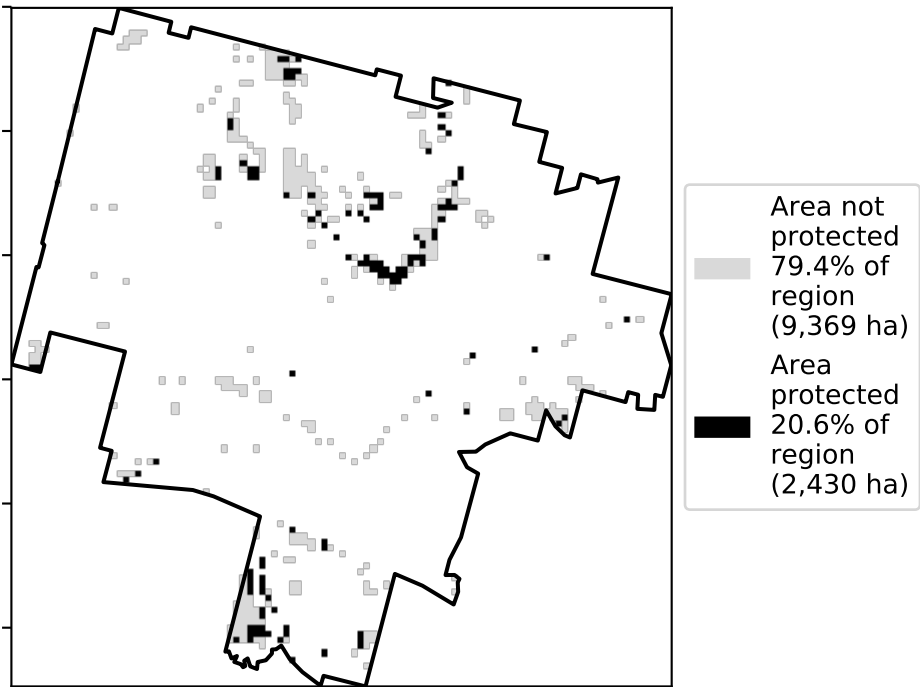 Area not
protected
79.4% of
region
(9,369 ha)
Area
protected
20.6% of
region
(2,430 ha)